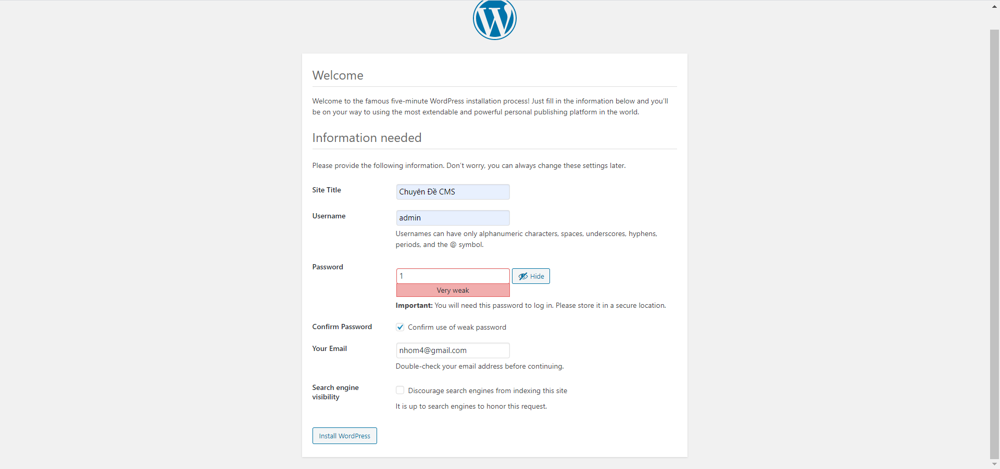 Welcome
Welcome to the famous five-minute WordPress installation process! Just fill in the information below and you’ll
be on your way to using the most extendable and powerful personal publishing platform in the world.
Information needed
Please provide the following information. Don’t worry, you can always change these settings later.
Site Title
Chuyên Đề CMS
Username
admin
Usernames can have only alphanumeric characters, spaces, underscores, hyphens,
periods, and the @ symbol.
Password
1
Hide
Very weak
Important: You will need this password to log in. Please store it in a secure location.
Confirm Password
Confirm use of weak password
Your Email
nhom4@gmail.com
Double-check your email address before continuing.
Search engine
visibility
Discourage search engines from indexing this site
It is up to search engines to honor this request.
Install WordPress